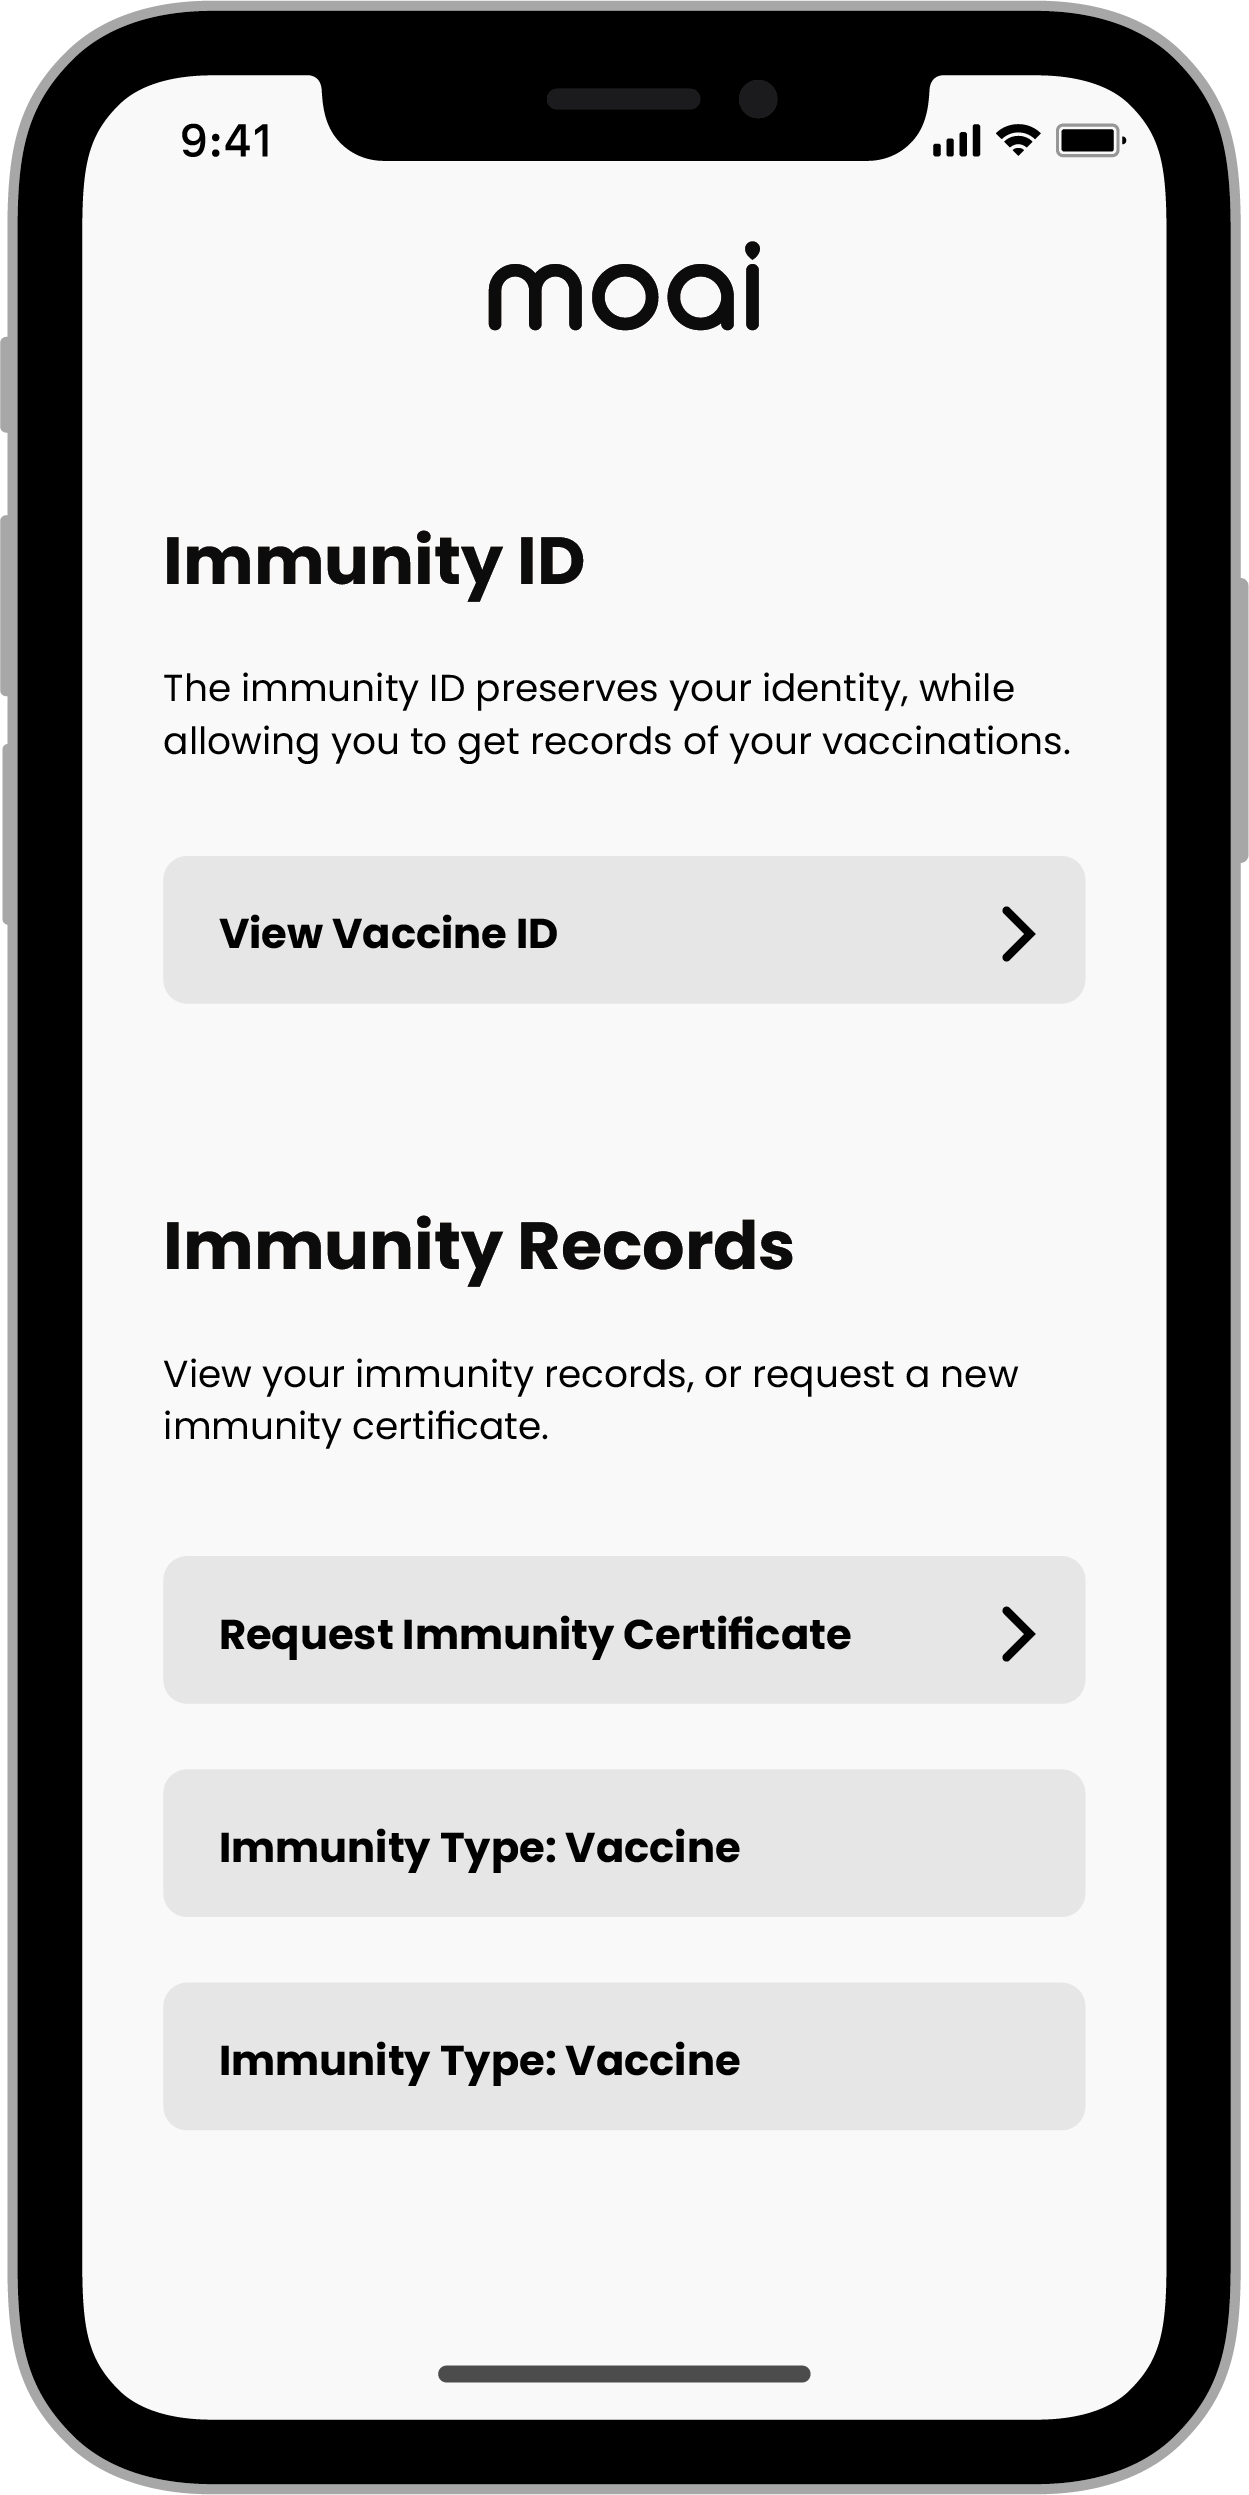 9:41
moai
Immunity ID
The immunity ID preserves your identity, while
allowing you to get records of your vaccinations.
View Vaccine ID
Immunity Records
View your immunity records, or request a new
immunity certificate.
Request Immunity Certificate
Immunity Type: Vaccine
Immunity Type: Vaccine